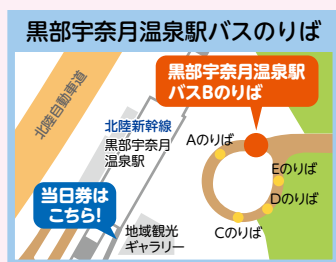 黒部宇奈月温泉駅バスのりば
黒部宇奈月温泉駅
バスBのりば
北陸自動車道
北陸新幹線
黒部宇奈月
温泉駅
Aのりば
Eのりば
Dのりば
Cのりば
当日券は
こちら!
地域観光
ギャラリー